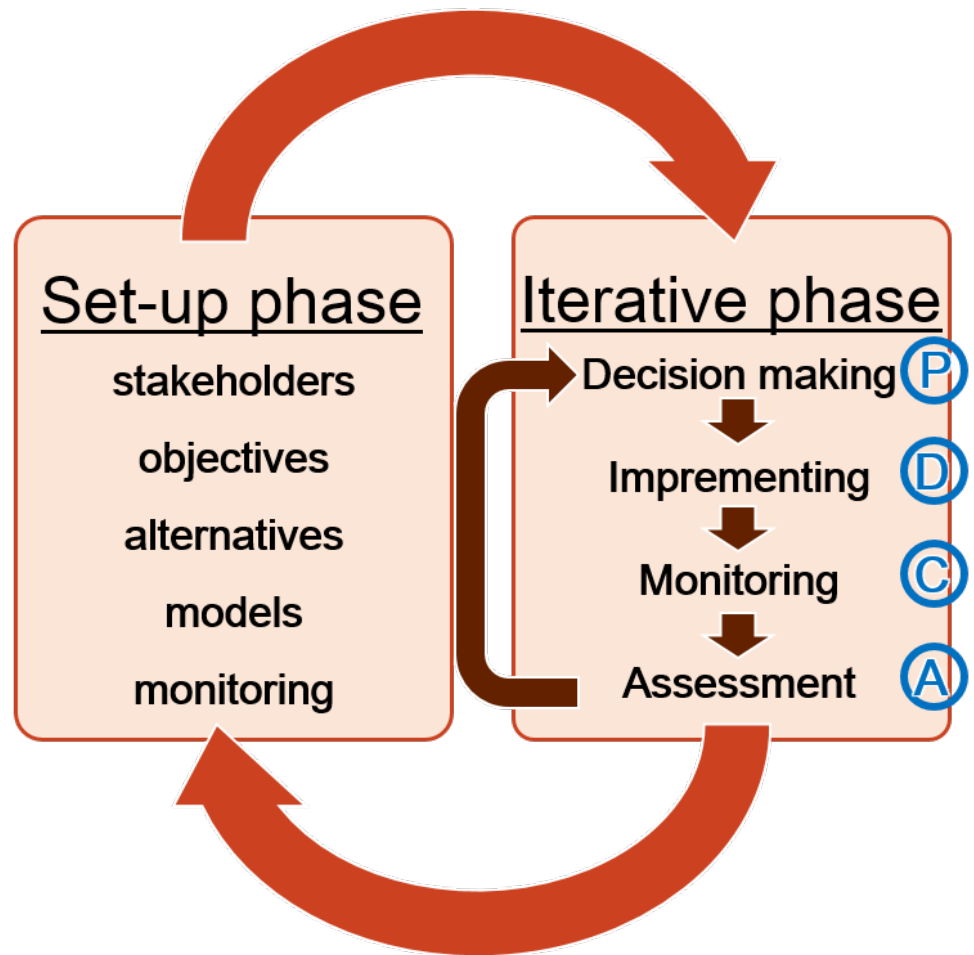 Set-up phase
stakeholders
objectives
alternatives
models
monitoring
Iterative phase
Decision making P
Imprementing D
Monitoring C
Assessment A